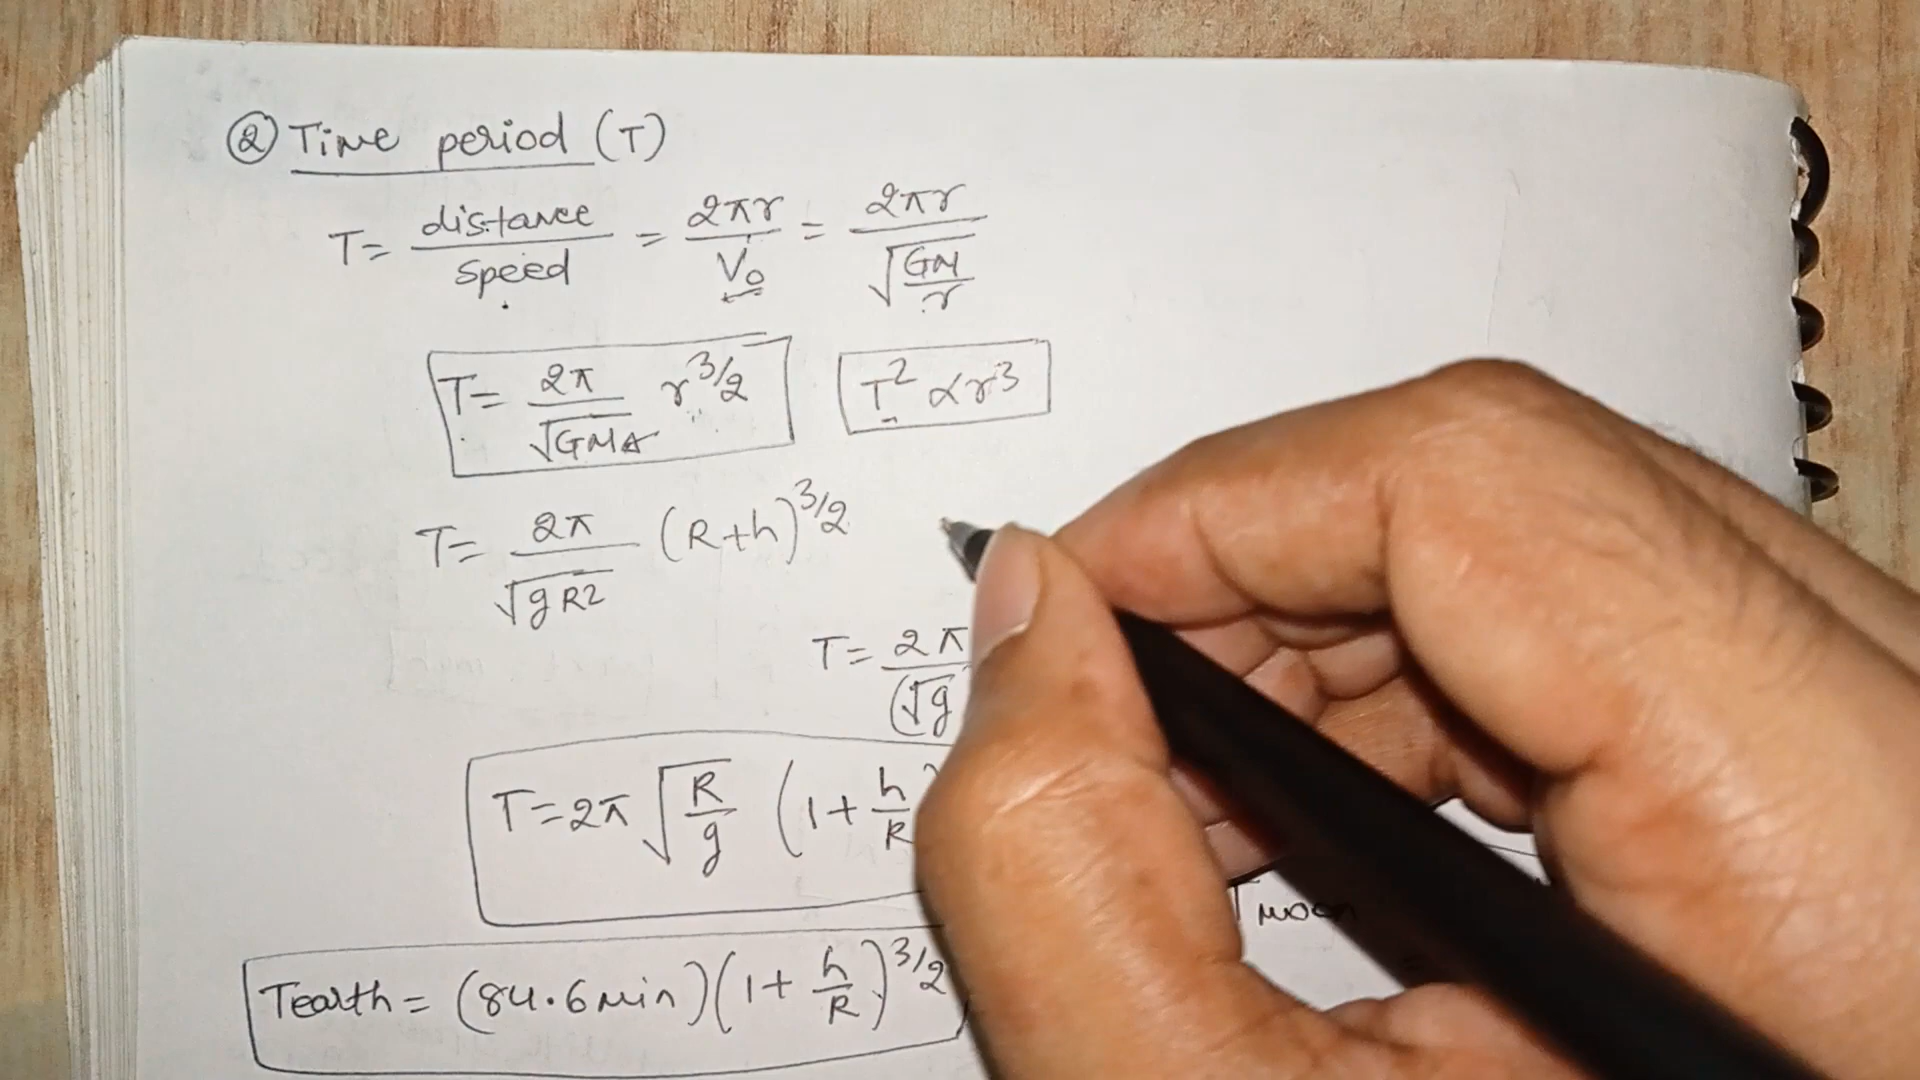 ② Time period (T)
T = distance/speed = 2πr/V₀ = 2πr/√(GM/r)
T = 2π/√GM r^3/2   T² ∝ r³
T = 2π/√gR2 (R+h)^3/2
T = 2π/(√g
T = 2π √(R/g) (1 + h/R
Tmoon
Tearth = (84.6 min)(1 + h/R)^3/2